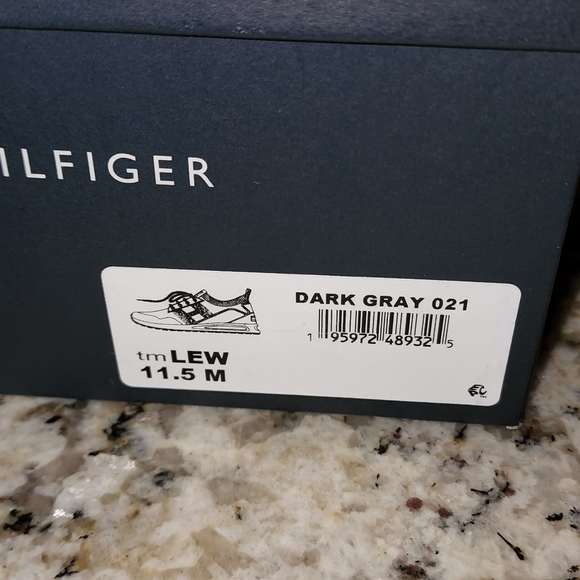 ILFIGER
DARK GRAY 021
1 95972 48932 5
tmLEW
11.5 M